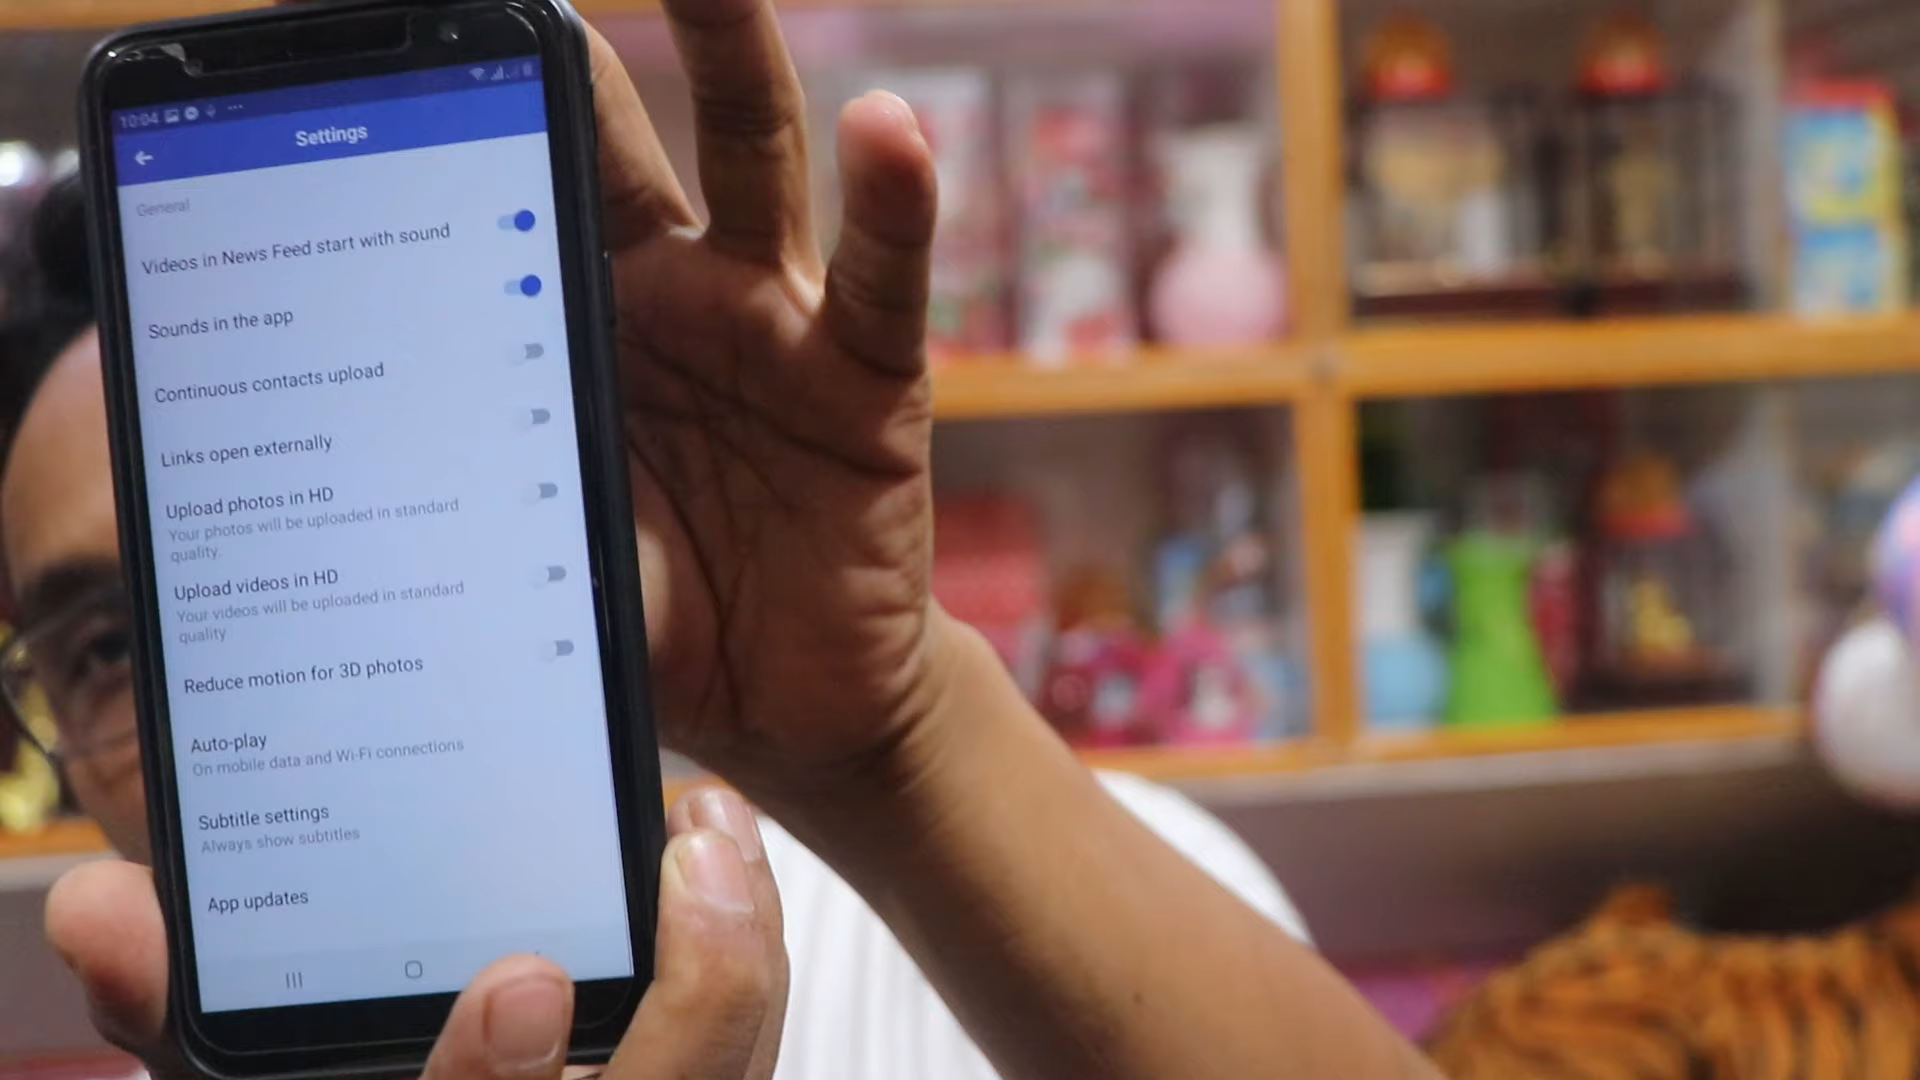 10:04
Settings
General
Videos in News Feed start with sound
Sounds in the app
Continuous contacts upload
Links open externally
Upload photos in HD
Your photos will be uploaded in standard
quality.
Upload videos in HD
Your videos will be uploaded in standard
quality
Reduce motion for 3D photos
Auto-play
On mobile data and Wi-Fi connections
Subtitle settings
Always show subtitles
App updates